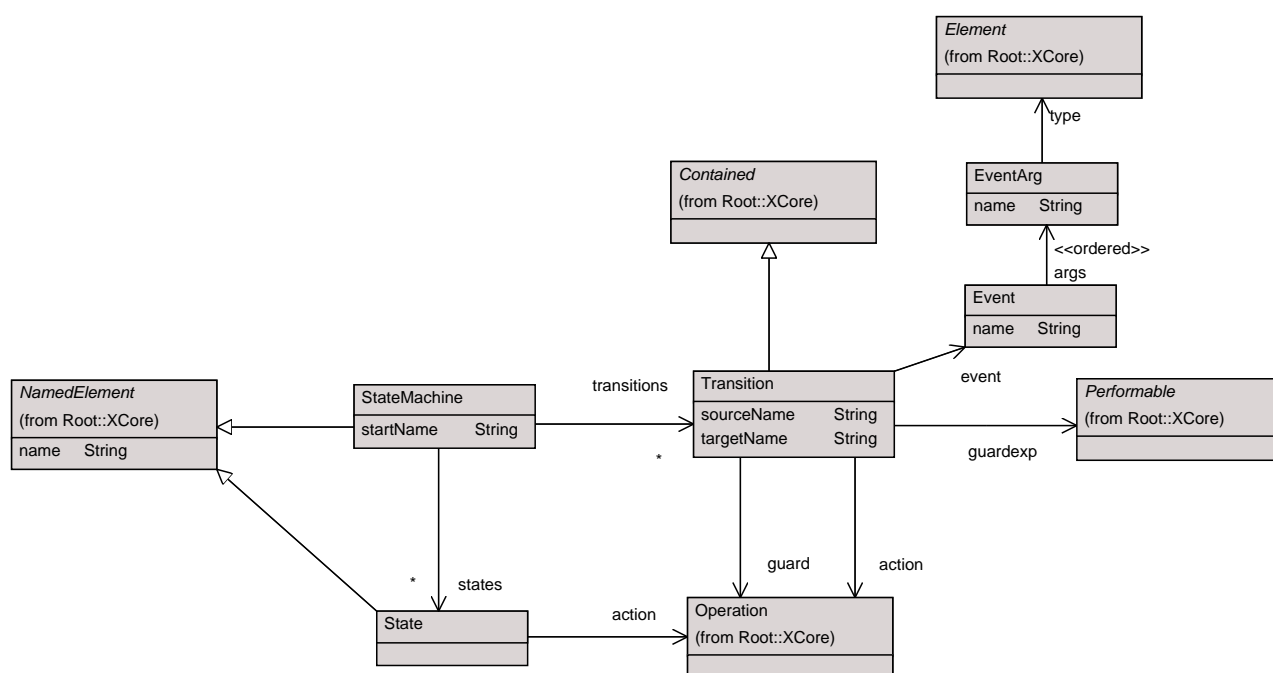 Element
(from Root::XCore)
type
EventArg
name String
<<ordered>>
args
Event
name String
Contained
(from Root::XCore)
event
NamedElement
(from Root::XCore)
name String
StateMachine
startName String
transitions
*
Transition
sourceName String
targetName String
Performable
(from Root::XCore)
guardexp
guard
action
* states
State
action
Operation
(from Root::XCore)